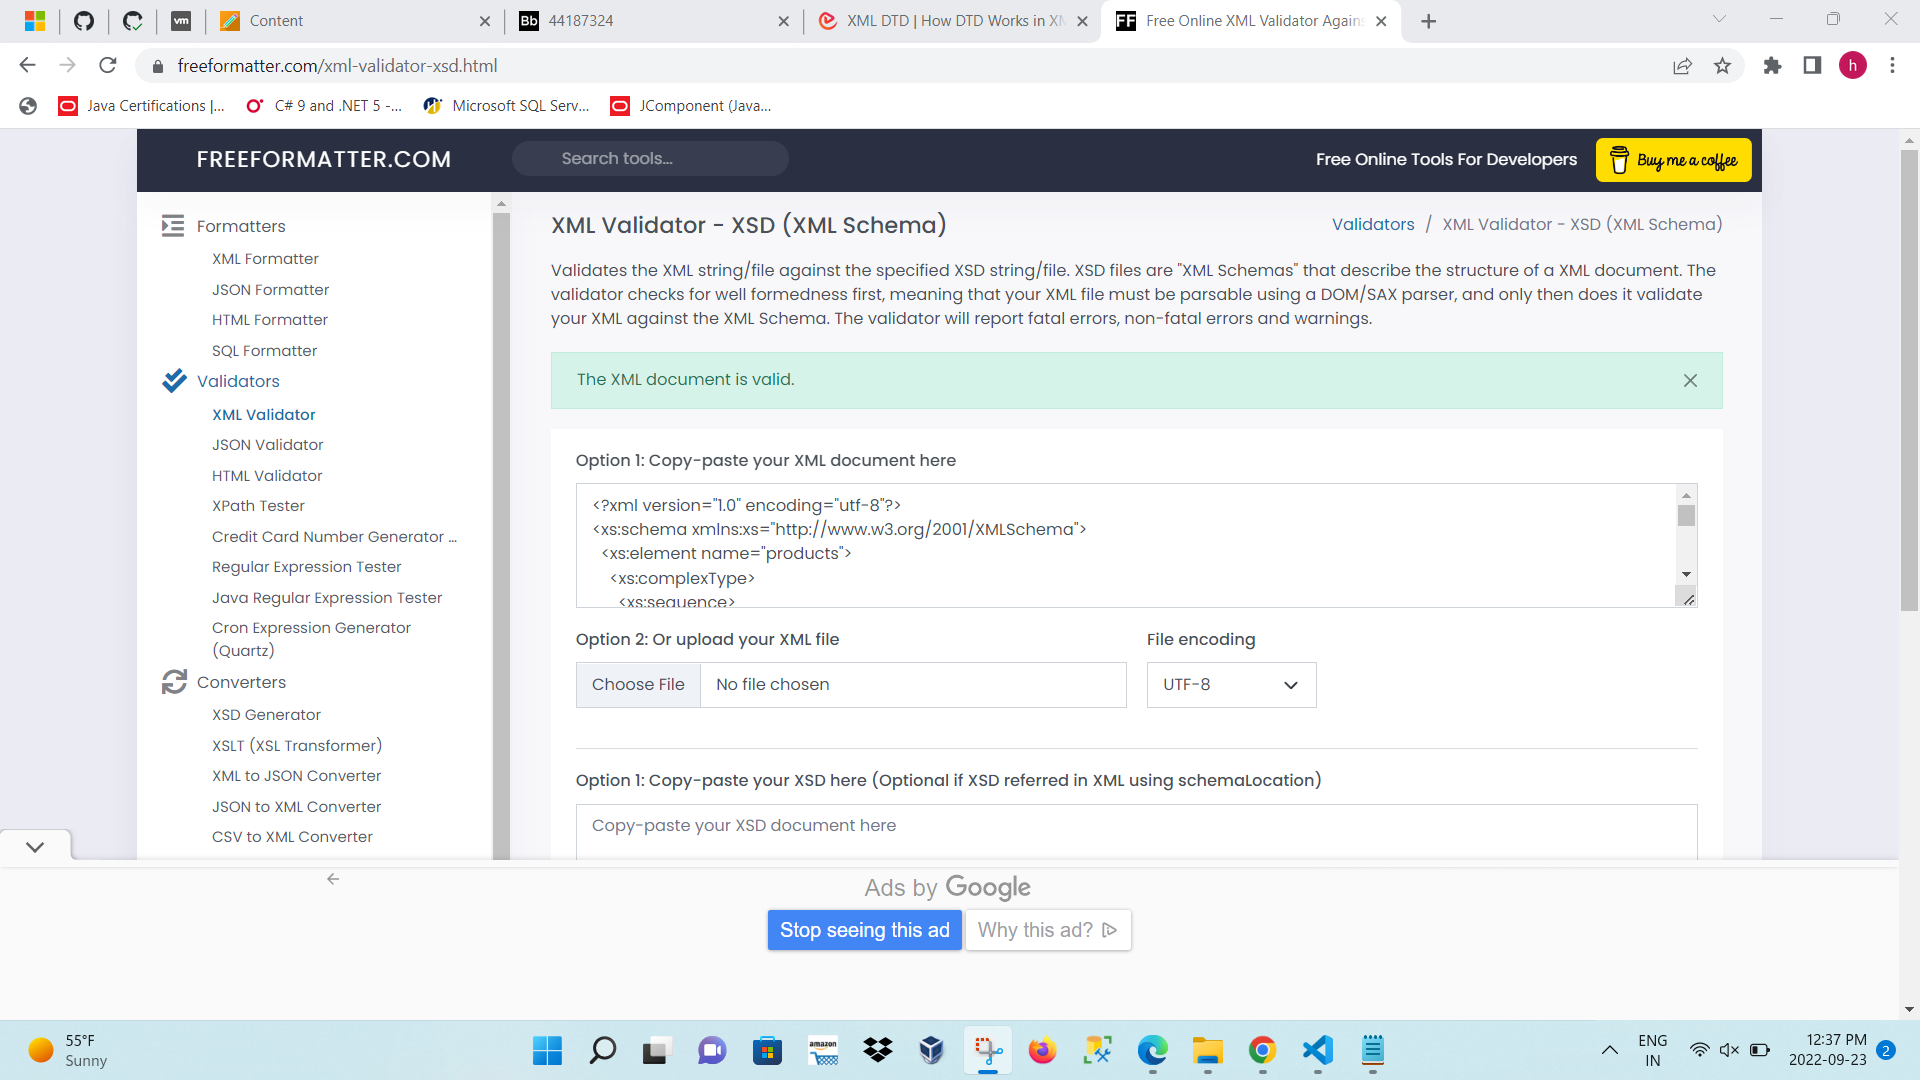 Content
44187324
XML DTD | How DTD Works in XM
Free Online XML Validator Again
freeformatter.com/xml-validator-xsd.html
h
Java Certifications |...
C# 9 and .NET 5 -...
Microsoft SQL Serv...
JComponent (Java...
FREEFORMATTER.COM
Search tools...
Free Online Tools For Developers
Buy me a coffee
Formatters
XML Formatter
JSON Formatter
HTML Formatter
SQL Formatter
Validators
XML Validator
JSON Validator
HTML Validator
XPath Tester
Credit Card Number Generator ...
Regular Expression Tester
Java Regular Expression Tester
Cron Expression Generator
(Quartz)
Converters
XSD Generator
XSLT (XSL Transformer)
XML to JSON Converter
JSON to XML Converter
CSV to XML Converter
XML Validator - XSD (XML Schema)
Validators / XML Validator - XSD (XML Schema)
Validates the XML string/file against the specified XSD string/file. XSD files are "XML Schemas" that describe the structure of a XML document. The
validator checks for well formedness first, meaning that your XML file must be parsable using a DOM/SAX parser, and only then does it validate
your XML against the XML Schema. The validator will report fatal errors, non-fatal errors and warnings.
The XML document is valid.
Option 1: Copy-paste your XML document here
<?xml version="1.0" encoding="utf-8"?>
<xs:schema xmlns:xs="http://www.w3.org/2001/XMLSchema">
<xs:element name="products">
<xs:complexType>
<xs:sequence>
Option 2: Or upload your XML file
File encoding
Choose File
No file chosen
UTF-8
Option 1: Copy-paste your XSD here (Optional if XSD referred in XML using schemaLocation)
Copy-paste your XSD document here
Ads by Google
Stop seeing this ad
Why this ad?
55°F
Sunny
amazon
ENG
IN
12:37 PM
2022-09-23
2
vm
Bb
FF